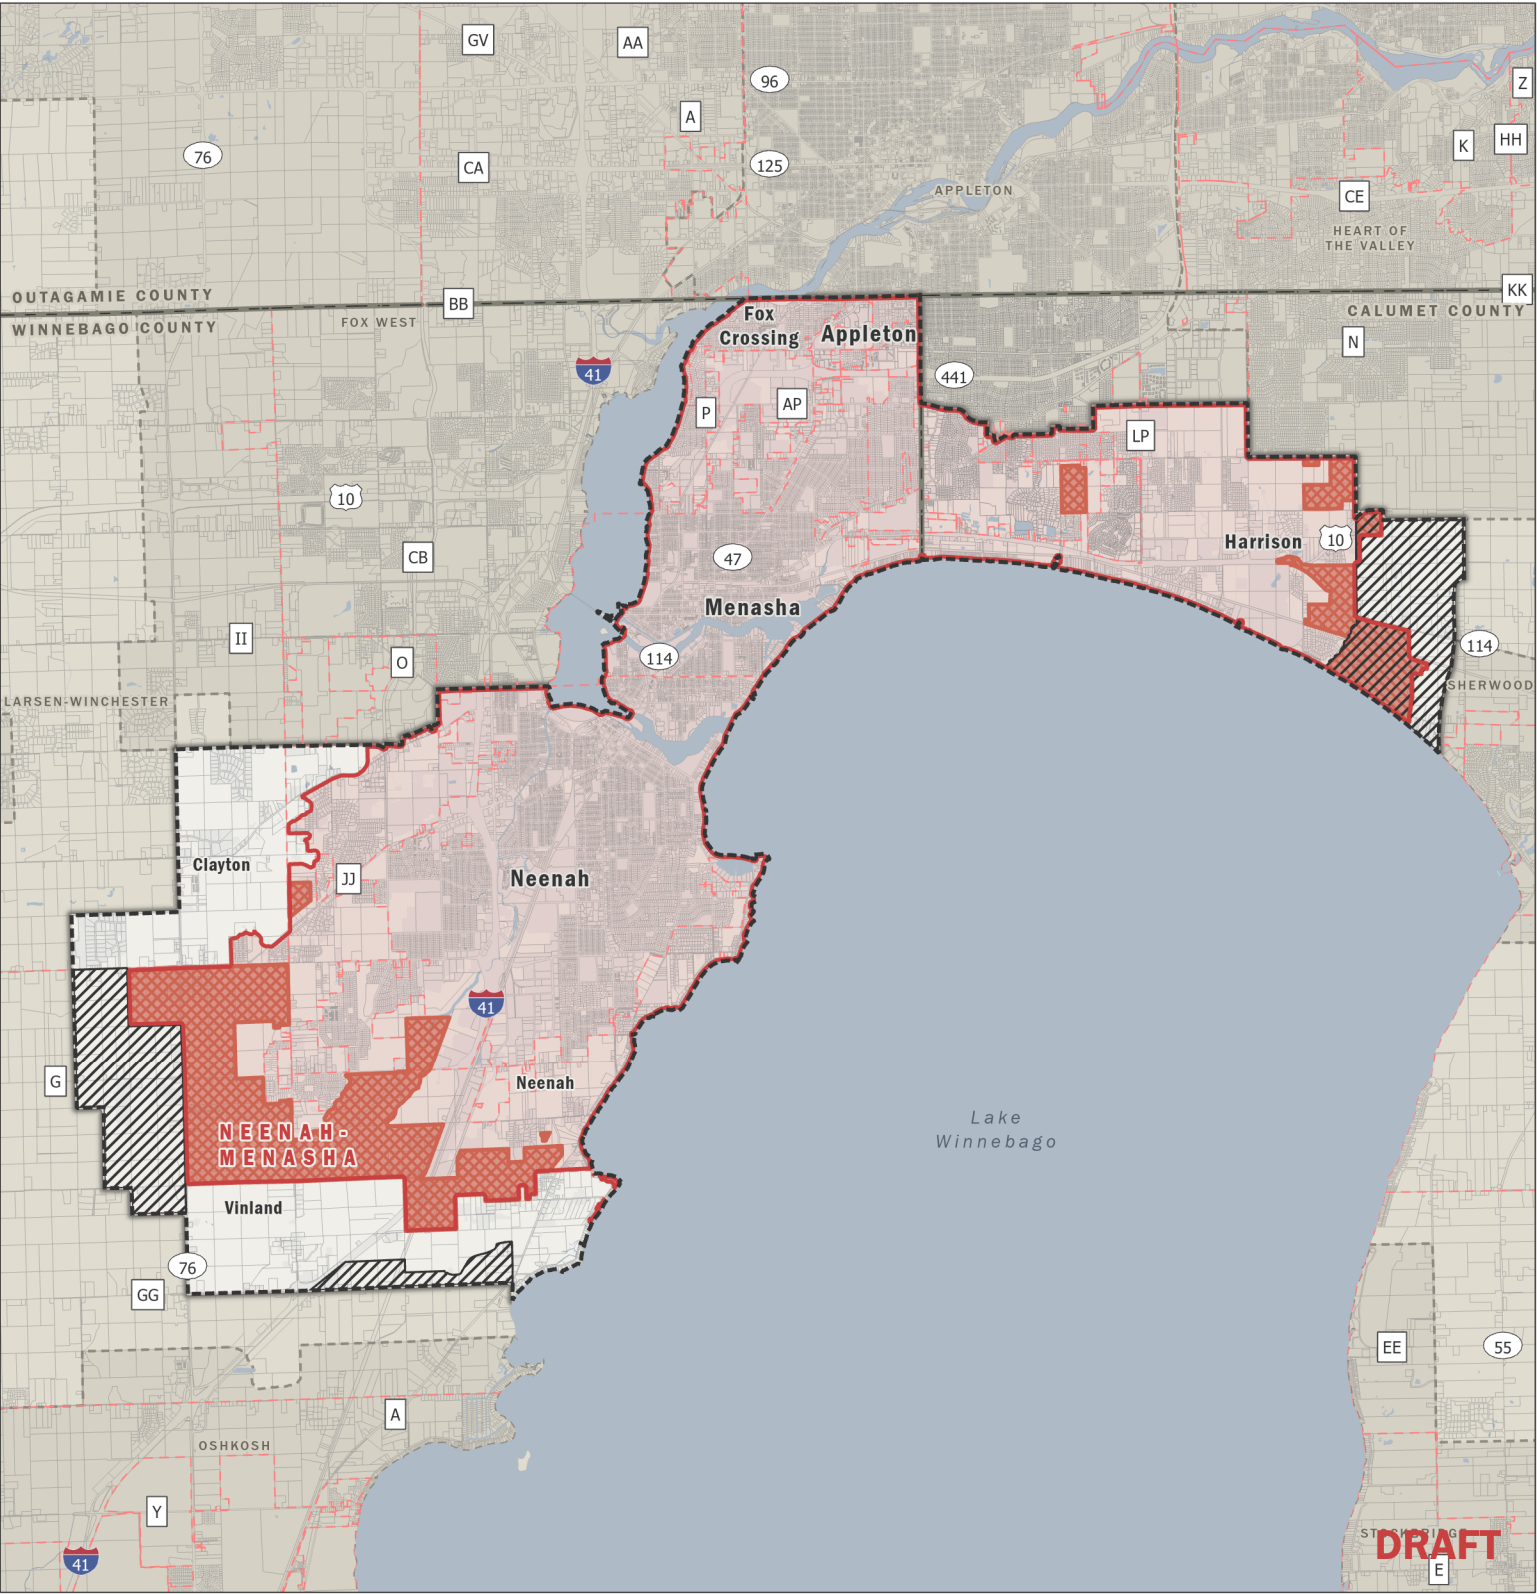 GV
AA
96
Z
A
76
125
CA
K
HH
APPLETON
CE
HEART OF
THE VALLEY
OUTAGAMIE COUNTY
BB
KK
WINNEBAGO COUNTY
FOX WEST
CALUMET COUNTY
Fox
Crossing
Appleton
N
41
441
P
AP
LP
10
CB
47
Harrison
10
Menasha
II
O
114
114
SHERWOOD
LARSEN-WINCHESTER
Clayton
JJ
Neenah
41
G
Neenah
NEENAH-
MENASHA
Lake
Winnebago
Vinland
76
GG
EE
55
A
OSHKOSH
Y
STOCKBRIDGE
DRAFT
41
E